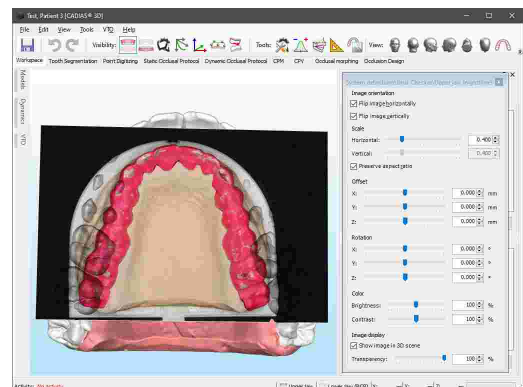 Test, Patient 3 [CADIAS® 3D]
File Edit View Tools VTO Help
Visibility: Tools: View:
Workspace Tooth Segmentation Point Digitizing Static Occlusal Protocol Dynamic Occlusal Protocol CPM CPV Occlusal morphing Occlusion Design
Models
Dynamics
VTO
Image orientation
Flip image horizontally
Flip image vertically
Scale
Horizontal: 0.400
Vertical: 0.400
Preserve aspect ratio
Offset
X: 0.000 mm
Y: 0.000 mm
Z: 0.000 mm
Rotation
X: 0.000 °
Y: 0.000 °
Z: 0.000 °
Color
Brightness: 100 %
Contrast: 100 %
Image display
Show image in 3D scene
Transparency: 100 %
Activity: No Activity